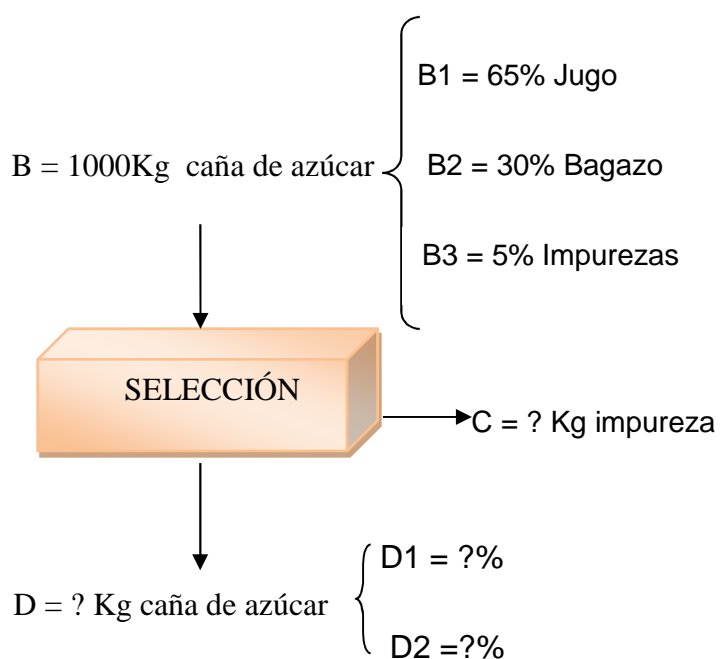 B1 = 65% Jugo
B = 1000Kg  caña de azúcar
B2 = 30% Bagazo
B3 = 5% Impurezas
SELECCIÓN
C = ? Kg impureza
D1 = ?%
D = ? Kg caña de azúcar
D2 =?%